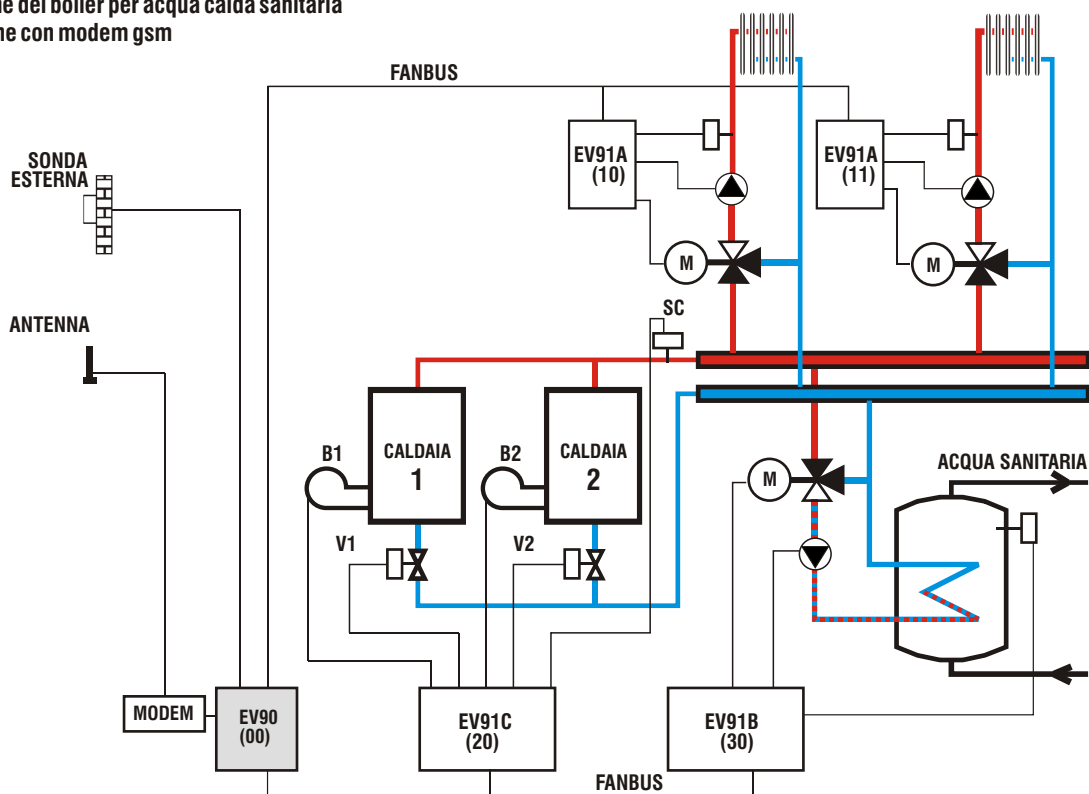 ne del boiler per acqua calda sanitaria
ne con modem gsm
FANBUS
SONDA
ESTERNA
EV91A
(10)
EV91A
(11)
M
M
ANTENNA
SC
B1
CALDAIA
1
B2
CALDAIA
2
M
ACQUA SANITARIA
V1
V2
MODEM
EV90
(00)
EV91C
(20)
EV91B
(30)
FANBUS